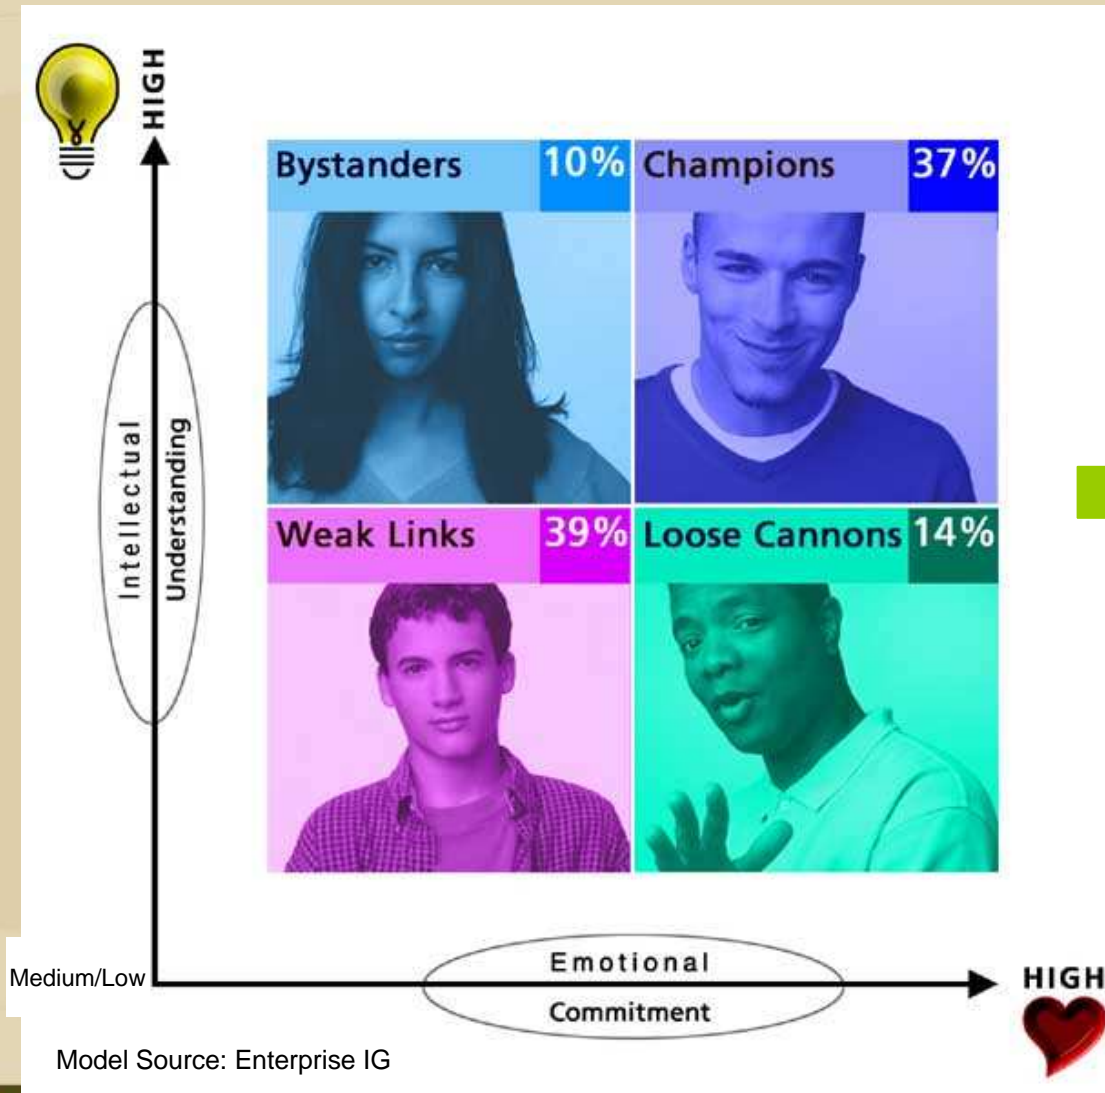 HIGH
Bystanders 10%
Champions 37%
Intellectual
Understanding
Weak Links 39%
Loose Cannons 14%
Medium/Low
Emotional
Commitment
HIGH
Model Source: Enterprise IG